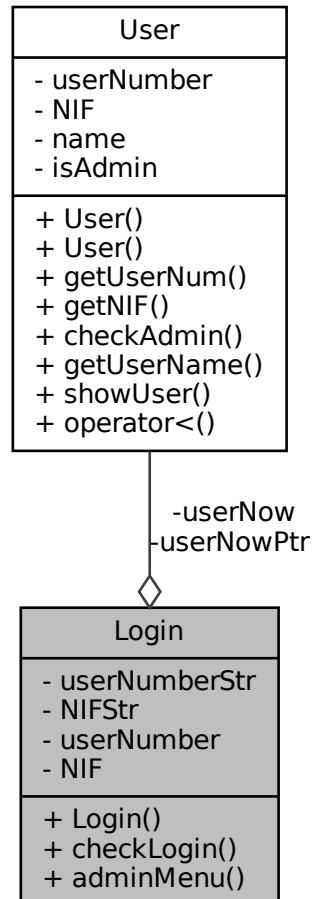 User
- userNumber
- NIF
- name
- isAdmin
+ User()
+ User()
+ getUserNum()
+ getNIF()
+ checkAdmin()
+ getUserName()
+ showUser()
+ operator<()
-userNow
-userNowPtr
Login
- userNumberStr
- NIFStr
- userNumber
- NIF
+ Login()
+ checkLogin()
+ adminMenu()